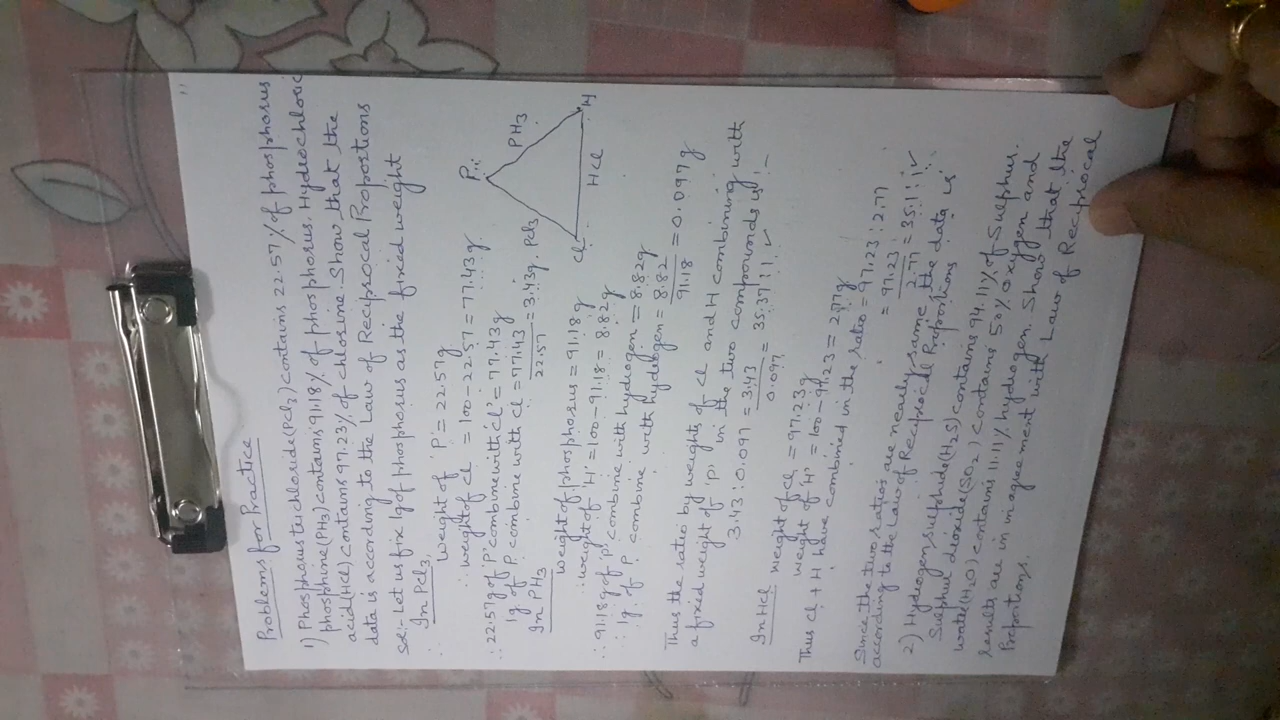 Problems for Practice
1) Phosphorus trichloride (PCl3) contains 22.57% of phosphorus
phosphine (PH3) contains 91.18% of phosphorus. Hydrochloric
acid (HCl) contains 97.23% of chlorine. Show that the
data is according to the Law of Reciprocal Proportions
Sol:- Let us fix 1g of phosphorus as the fixed weight
In PCl3,
weight of 'P' = 22.57g
∴ weight of Cl = 100-22.57 = 77.43g
∴ 22.57g of 'P' combine with 'Cl' = 77.43g
1g of P combine with Cl = 77.43/22.57 = 3.43g.
P
PH3
PCl3
Cl
HCl
H
In PH3
weight of phosphorus = 91.18g
∴ weight of 'H' = 100-91.18 = 8.82g
∴ 91.18g of 'P' combine with hydrogen = 8.82g
∴ 1g. of P combine with hydrogen = 8.82/91.18 = 0.097g
Thus the ratio by weights of Cl and H combining with
a fixed weight of 'P' in the two compounds is :-
3.43 : 0.097 = 3.43/0.097 = 35.37 : 1.
In HCl weight of Cl = 97.23g
weight of 'H' = 100-97.23 = 2.77g
Thus Cl + H have combined in the ratio = 97.23 : 2.77
= 97.23/2.77 = 35.1 : 1
Since the two ratios are nearly same the data is
according to the Law of Reciprocal Proportions
2) Hydrogen sulphide (H2S) contains 94.11% of Sulphur.
Sulphur dioxide (SO2) contains 50% Oxygen and
water (H2O) contains 11.11% hydrogen. Show that the
results are in agreement with Law of Reciprocal
Proportions.